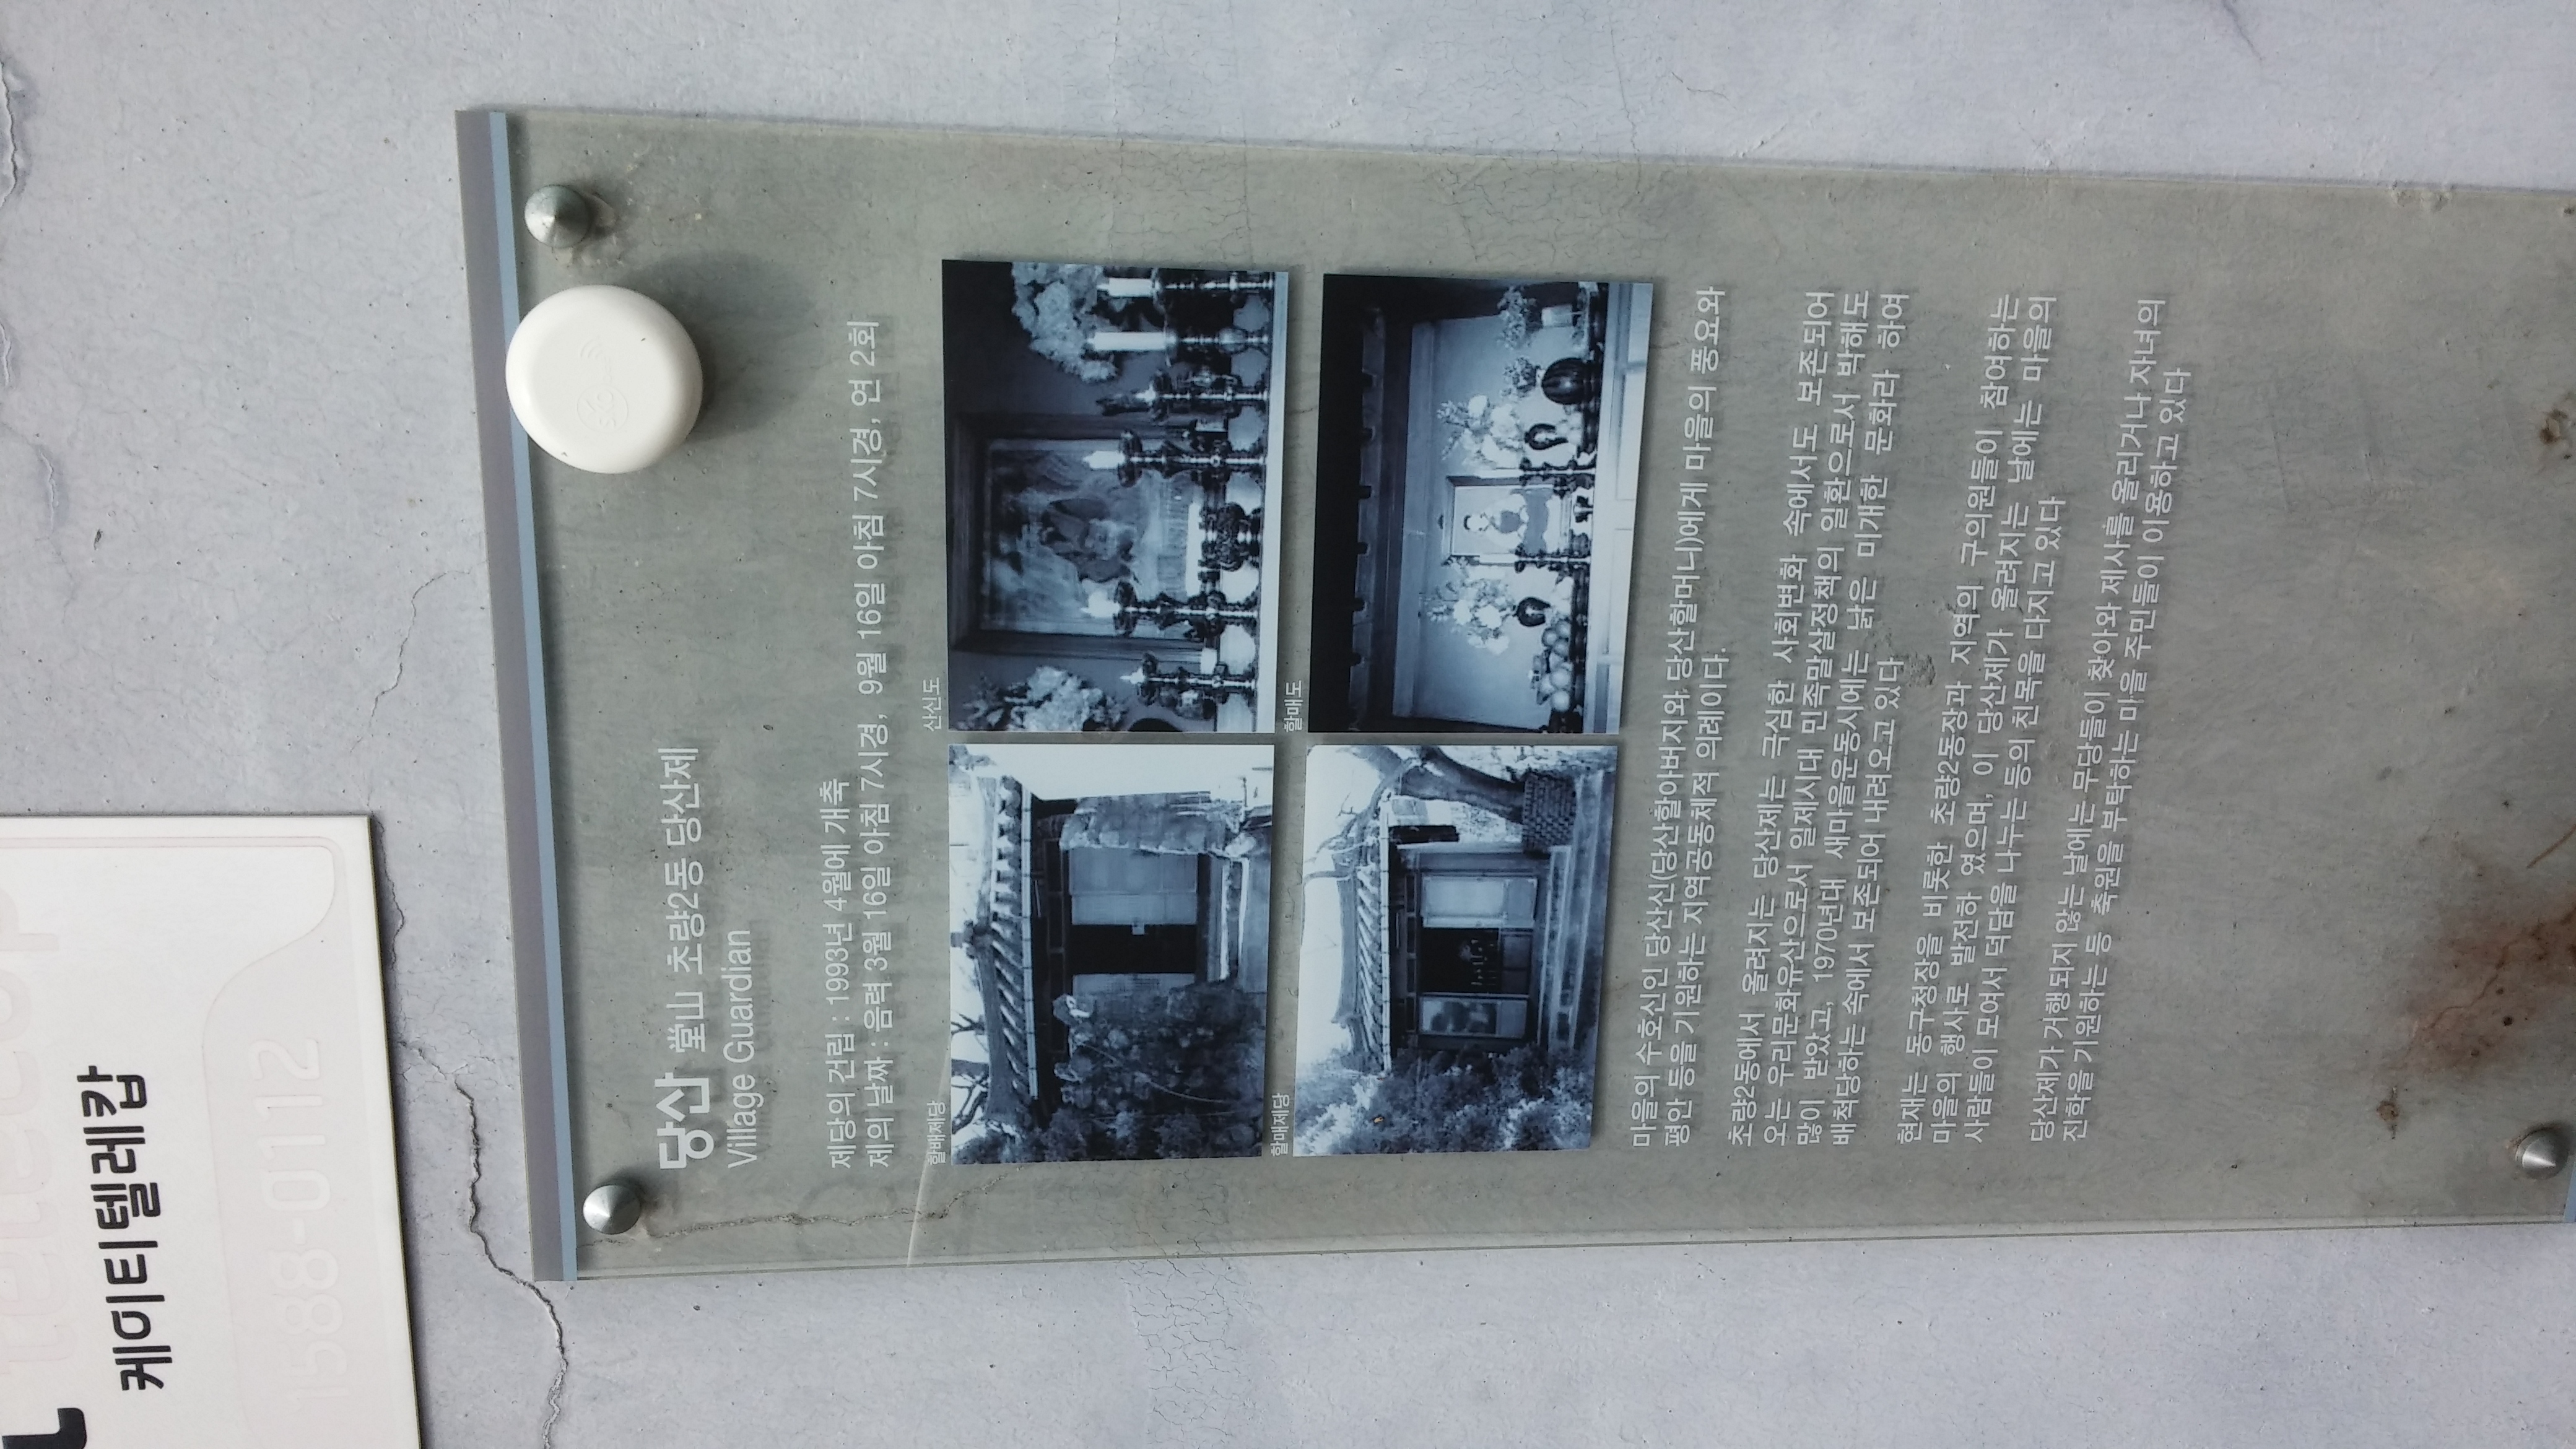 당산 堂山 초량2동 당산제
Village Guardian
제당의 건립 : 1993년 4월에 개축
제의 날짜 : 음력 3월 16일 아침 7시경, 9월 16일 아침 7시경, 연 2회
할배제당
산신도
할매제당
할매도
마을의 수호신인 당산신(당산할아버지와 당산할머니)에게 마을의 풍요와
평안 등을 기원하는 지역공동체적 의례이다.
초량2동에서 올려지는 당산제는 극심한 사회변화 속에서도 보존되어
오는 우리문화유산으로서 일제시대 민족말살정책의 일환으로서 박해도
많이 받았고, 1970년대 새마을운동시에는 낡은 미개한 문화라 하여
배척당하는 속에서 보존되어 내려오고 있다
현재는 동구청장을 비롯한 초량2동장과 지역의 구의원들이 참여하는
마을의 행사로 발전하 였으며, 이 당산제가 올려지는 날에는 마을의
사람들이 모여서 덕담을 나누는 등의 친목을 다지고 있다
당산제가 거행되지 않는 날에는 무당들이 찾아와 제사를 올리거나 자녀의
진학을 기원하는 등 축원을 부탁하는 마을 주민들이 이용하고 있다
telecop
케이티텔레캅
1588-0112